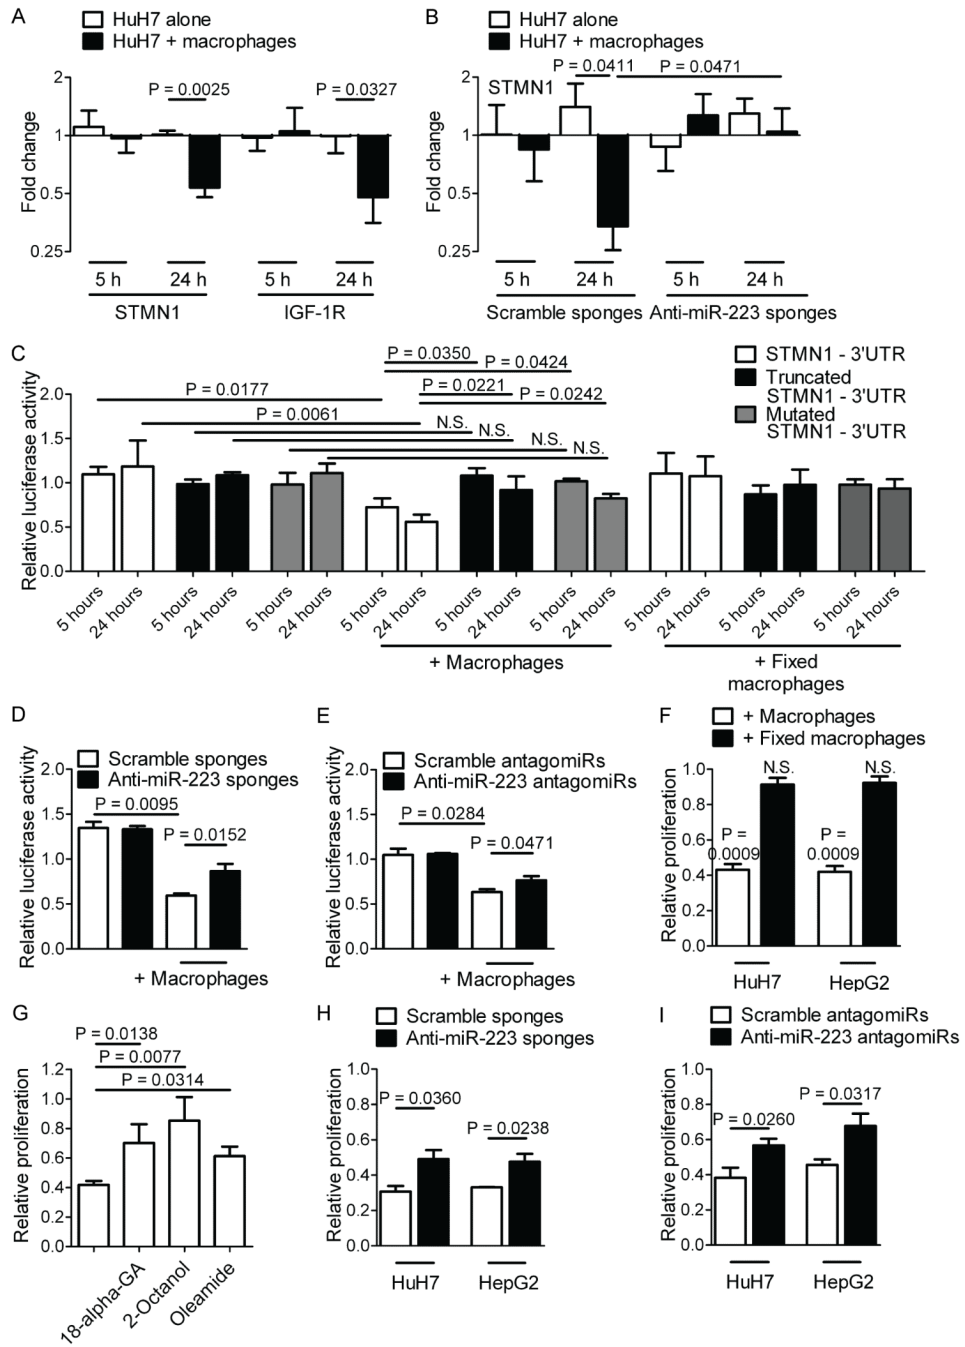 A
HuH7 alone
HuH7 + macrophages
P = 0.0025
P = 0.0327
2
1
0.5
0.25
Fold change
5 h
24 h
5 h
24 h
STMN1
IGF-1R
B
HuH7 alone
HuH7 + macrophages
P = 0.0411
P = 0.0471
STMN1
2
1
0.5
0.25
Fold change
5 h
24 h
5 h
24 h
Scramble sponges
Anti-miR-223 sponges
C
STMN1 - 3'UTR
Truncated
STMN1 - 3'UTR
Mutated
STMN1 - 3'UTR
P = 0.0350
P = 0.0424
P = 0.0177
P = 0.0221
P = 0.0242
P = 0.0061
N.S.
N.S.
N.S.
N.S.
2.0
1.5
1.0
0.5
0.0
Relative luciferase activity
5 hours
24 hours
5 hours
24 hours
5 hours
24 hours
5 hours
24 hours
5 hours
24 hours
5 hours
24 hours
5 hours
24 hours
5 hours
24 hours
5 hours
24 hours
+ Macrophages
+ Fixed
macrophages
D
Scramble sponges
Anti-miR-223 sponges
P = 0.0095
P = 0.0152
2.0
1.5
1.0
0.5
0.0
Relative luciferase activity
+ Macrophages
E
Scramble antagomiRs
Anti-miR-223 antagomiRs
P = 0.0284
P = 0.0471
2.0
1.5
1.0
0.5
0.0
Relative luciferase activity
+ Macrophages
F
+ Macrophages
+ Fixed macrophages
N.S.
N.S.
P =
0.0009
P =
0.0009
1.0
0.8
0.6
0.4
0.2
0.0
Relative proliferation
HuH7
HepG2
G
P = 0.0138
P = 0.0077
P = 0.0314
1.2
1.0
0.8
0.6
0.4
0.2
0.0
Relative proliferation
18-alpha-GA
2-Octanol
Oleamide
H
Scramble sponges
Anti-miR-223 sponges
P = 0.0360
P = 0.0238
1.0
0.8
0.6
0.4
0.2
0.0
Relative proliferation
HuH7
HepG2
I
Scramble antagomiRs
Anti-miR-223 antagomiRs
P = 0.0260
P = 0.0317
1.0
0.8
0.6
0.4
0.2
0.0
Relative proliferation
HuH7
HepG2